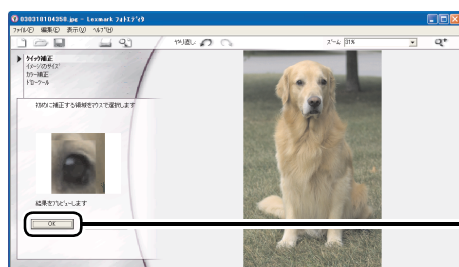 030318104358.jpg - Lexmark フォトエディタ
ファイル(F) 編集(E) 表示(V) ヘルプ(H)
やり直し ズーム 31%
クイック補正
イメージのサイズ
カラー補正
ドローツール
初めに補正する領域をマウスで選択します
結果をプレビューします
OK